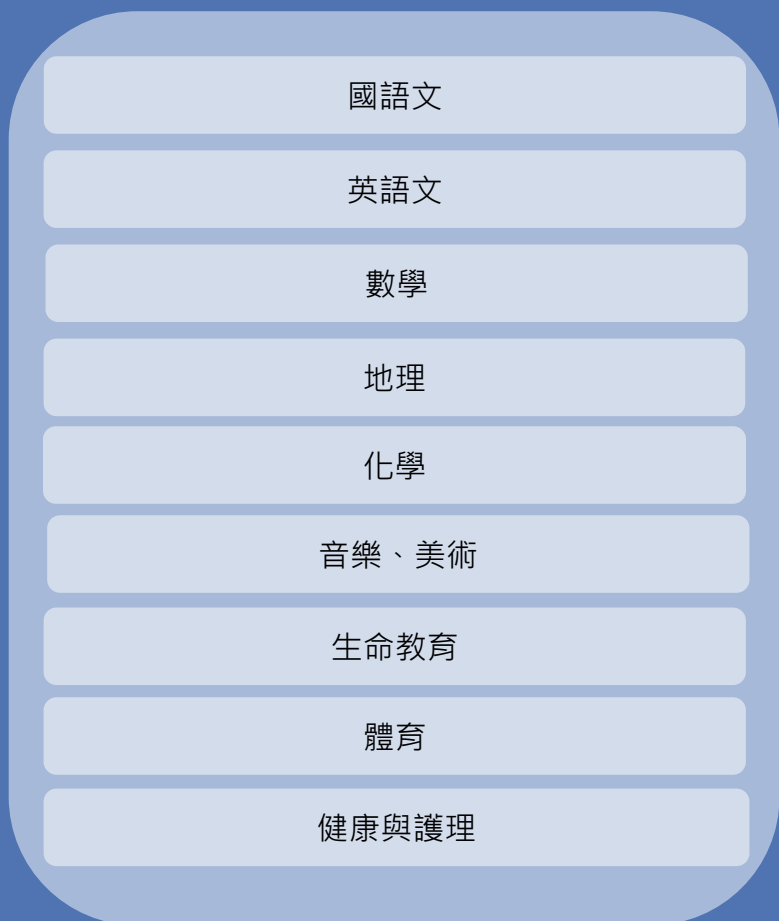 國語文
英語文
數學
地理
化學
音樂、美術
生命教育
體育
健康與護理